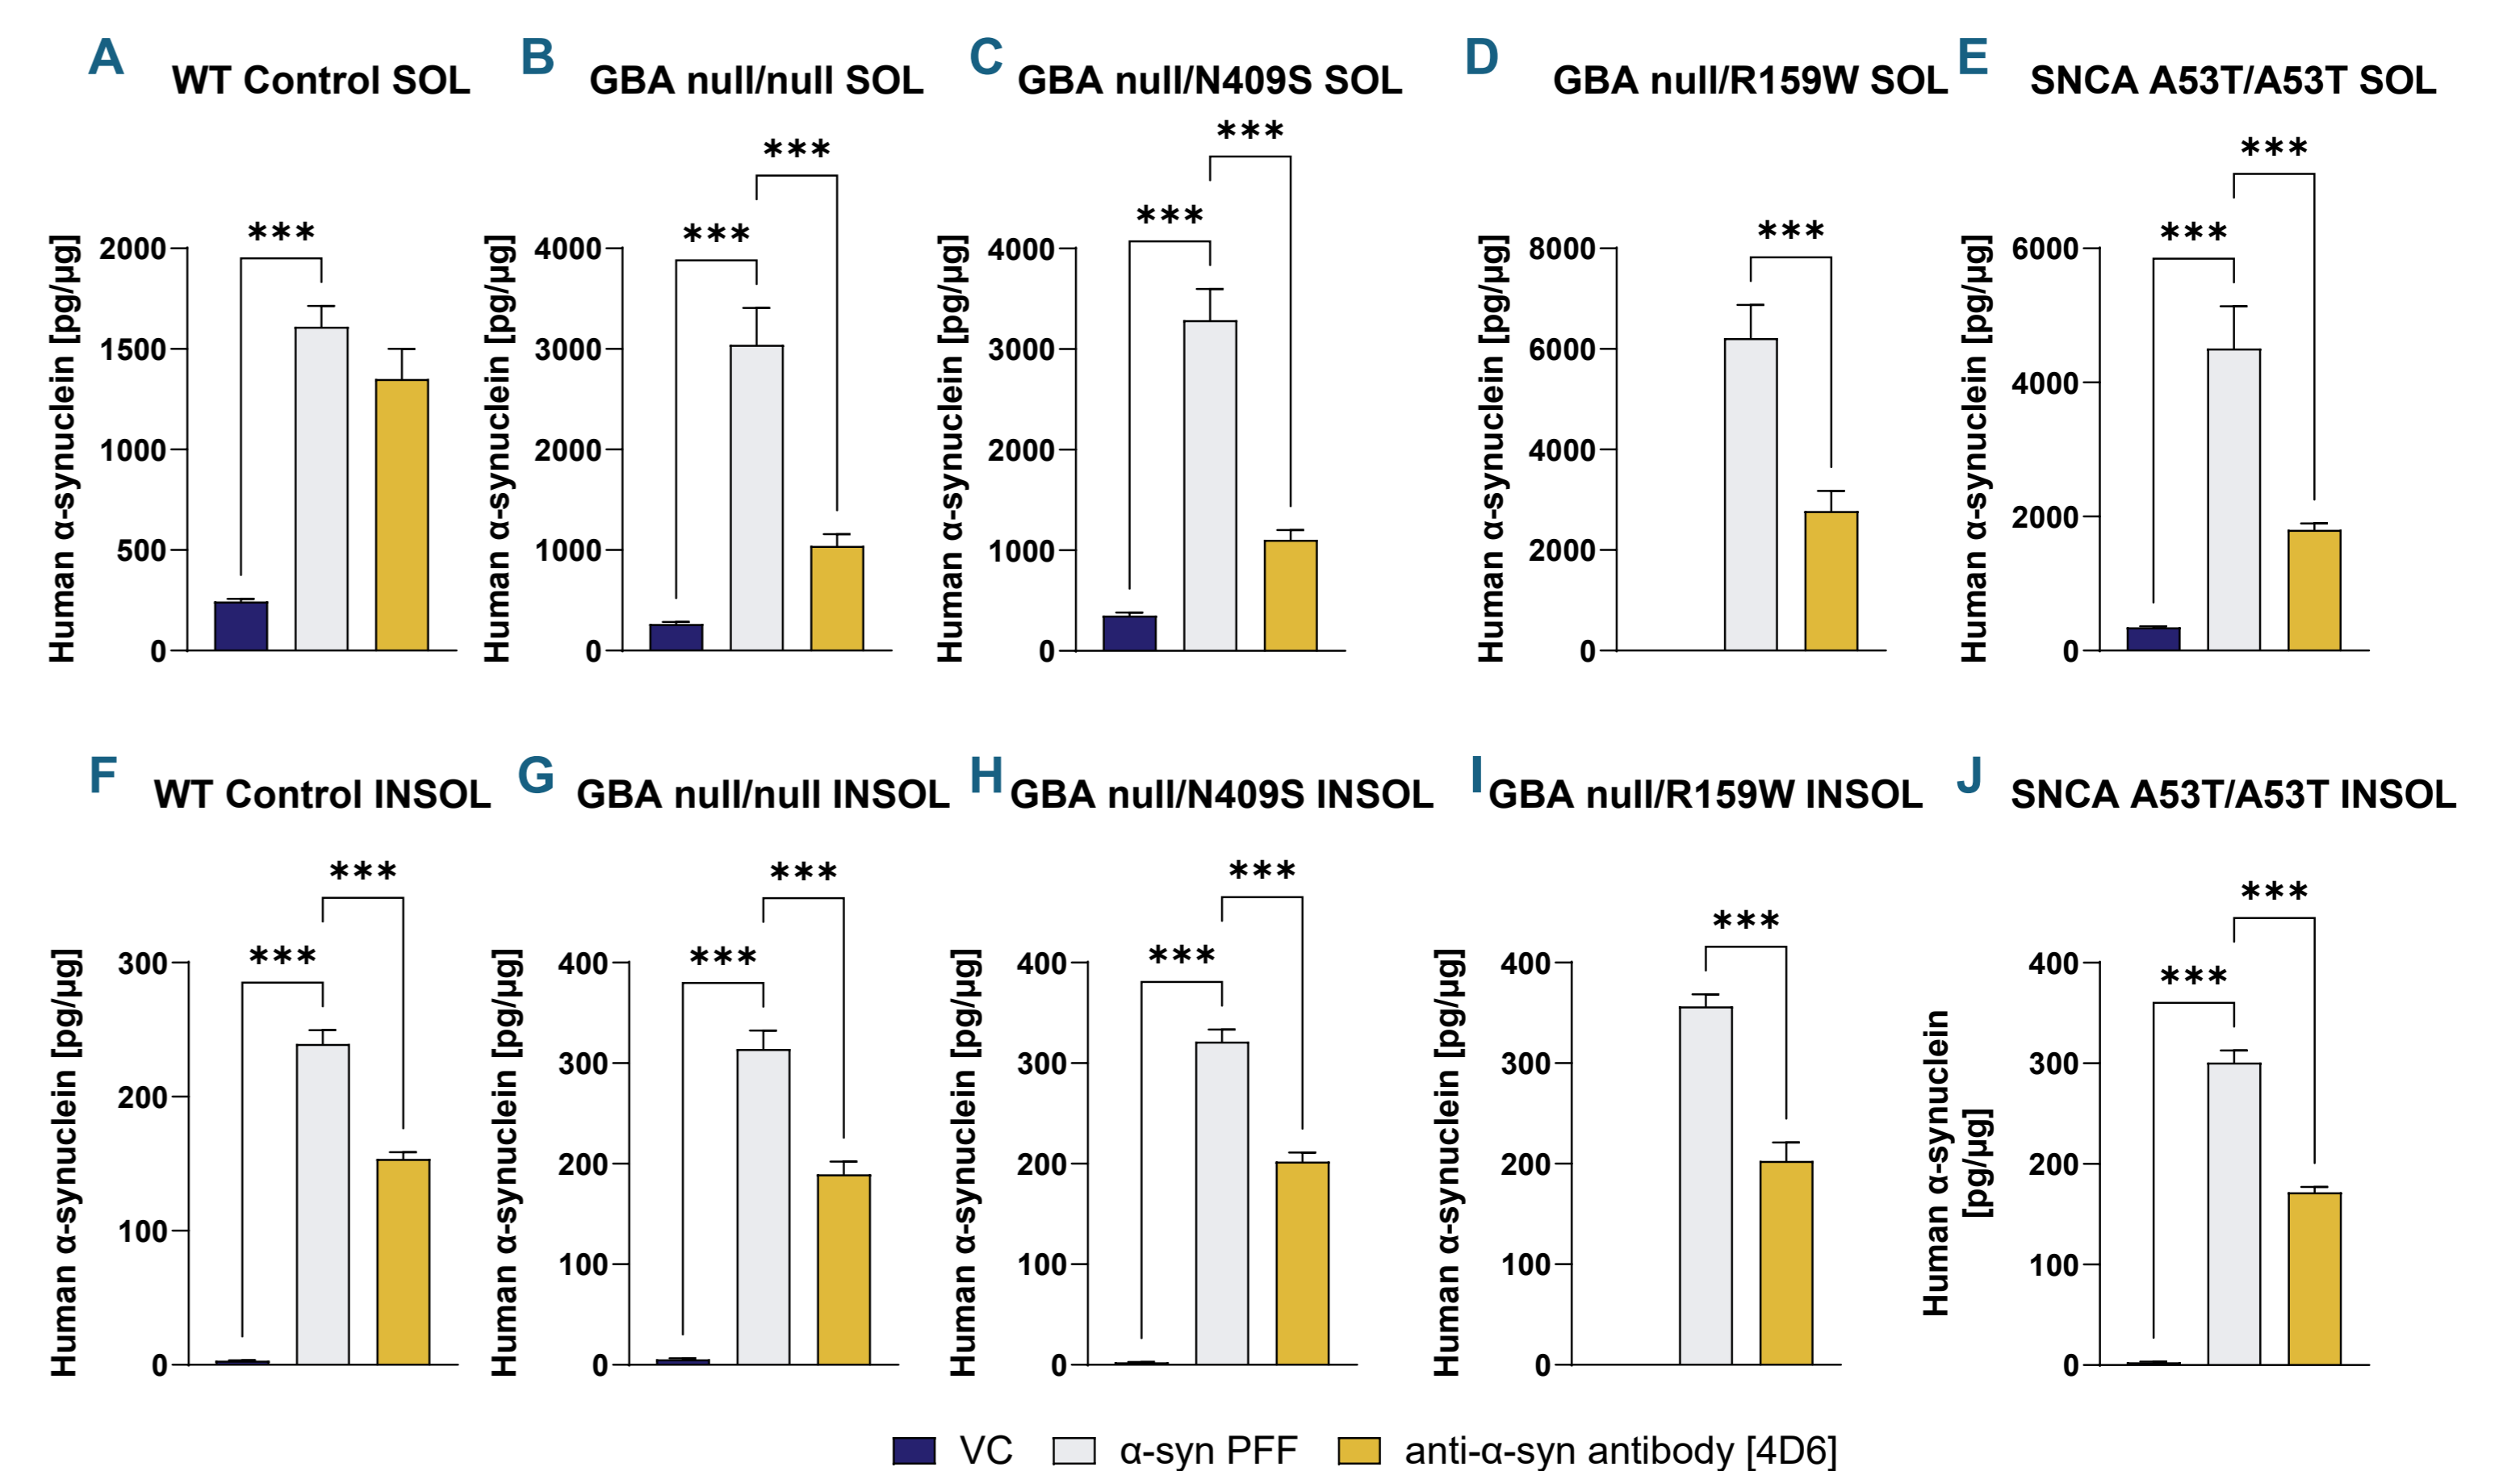 A
WT Control SOL
***
Human α-synuclein [pg/µg]
2000
1500
1000
500
0
B
GBA null/null SOL
***
***
Human α-synuclein [pg/µg]
4000
3000
2000
1000
0
C
GBA null/N409S SOL
***
***
Human α-synuclein [pg/µg]
4000
3000
2000
1000
0
D
GBA null/R159W SOL
***
Human α-synuclein [pg/µg]
8000
6000
4000
2000
0
E
SNCA A53T/A53T SOL
***
***
Human α-synuclein [pg/µg]
6000
4000
2000
0
F
WT Control INSOL
***
***
Human α-synuclein [pg/µg]
300
200
100
0
G
GBA null/null INSOL
***
***
Human α-synuclein [pg/µg]
400
300
200
100
0
H
GBA null/N409S INSOL
***
***
Human α-synuclein [pg/µg]
400
300
200
100
0
I
GBA null/R159W INSOL
***
Human α-synuclein [pg/µg]
400
300
200
100
0
J
SNCA A53T/A53T INSOL
***
***
Human α-synuclein
[pg/µg]
400
300
200
100
0
VC α-syn PFF anti-α-syn antibody [4D6]